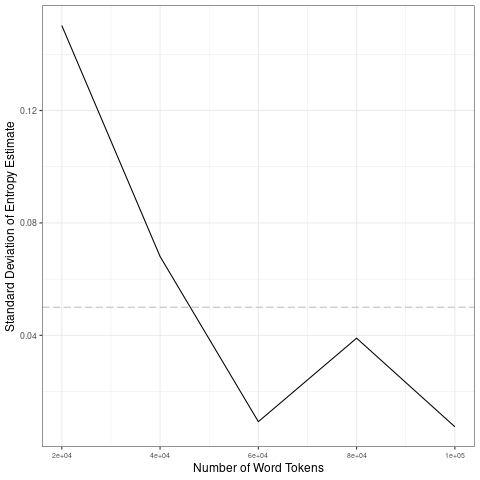 Standard Deviation of Entropy Estimate
0.12
0.08
0.04
2e+04 4e+04 6e+04 8e+04 1e+05
Number of Word Tokens